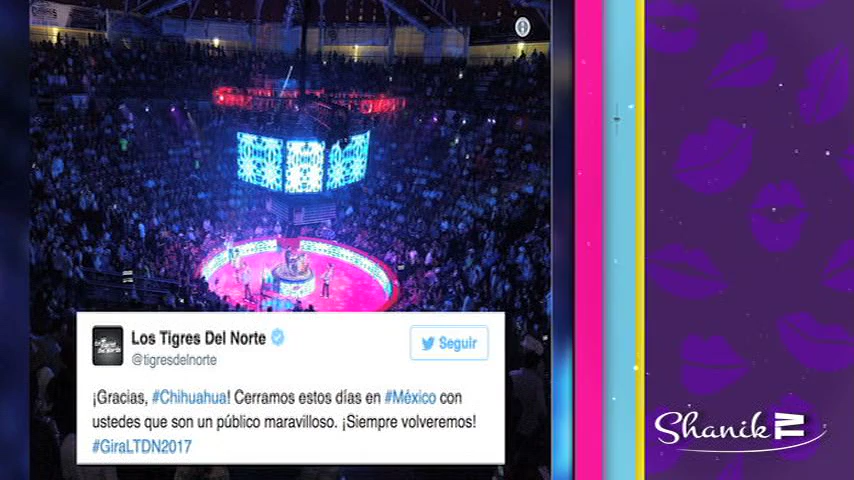 Los Tigres Del Norte
@tigresdelnorte
Seguir
¡Gracias, #Chihuahua! Cerramos estos días en #México con
ustedes que son un público maravilloso. ¡Siempre volveremos!
#GiraLTDN2017
Shanik TV